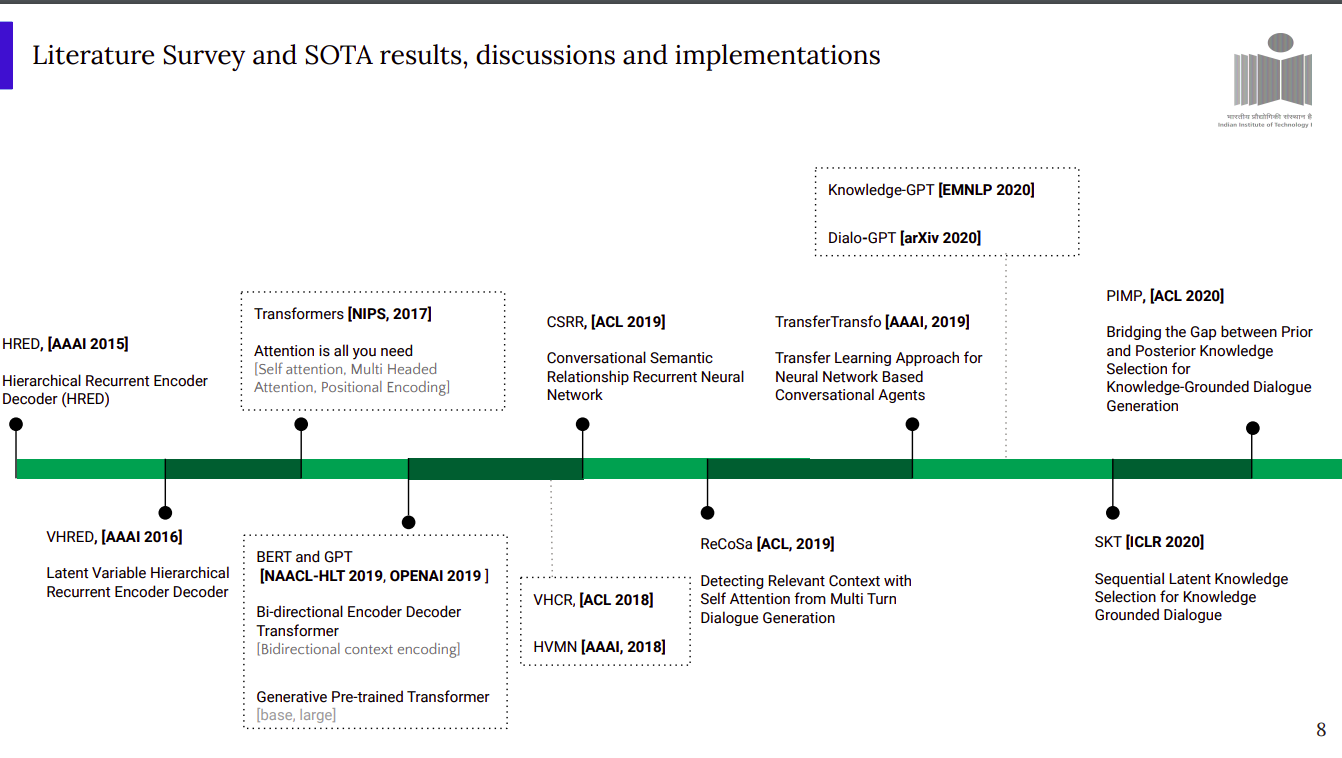 Literature Survey and SOTA results, discussions and implementations
भारतीय प्रौद्योगिकी संस्थान है
Indian Institute of Technology I
Knowledge-GPT [EMNLP 2020]
Dialo-GPT [arXiv 2020]
HRED, [AAAI 2015]
Hierarchical Recurrent Encoder
Decoder (HRED)
Transformers [NIPS, 2017]
Attention is all you need
[Self attention, Multi Headed
Attention, Positional Encoding]
CSRR, [ACL 2019]
Conversational Semantic
Relationship Recurrent Neural
Network
TransferTransfo [AAAI, 2019]
Transfer Learning Approach for
Neural Network Based
Conversational Agents
PIMP, [ACL 2020]
Bridging the Gap between Prior
and Posterior Knowledge
Selection for
Knowledge-Grounded Dialogue
Generation
VHRED, [AAAI 2016]
Latent Variable Hierarchical
Recurrent Encoder Decoder
BERT and GPT
[NAACL-HLT 2019, OPENAI 2019 ]
Bi-directional Encoder Decoder
Transformer
[Bidirectional context encoding]
Generative Pre-trained Transformer
[base, large]
VHCR, [ACL 2018]
HVMN [AAAI, 2018]
ReCoSa [ACL, 2019]
Detecting Relevant Context with
Self Attention from Multi Turn
Dialogue Generation
SKT [ICLR 2020]
Sequential Latent Knowledge
Selection for Knowledge
Grounded Dialogue
8